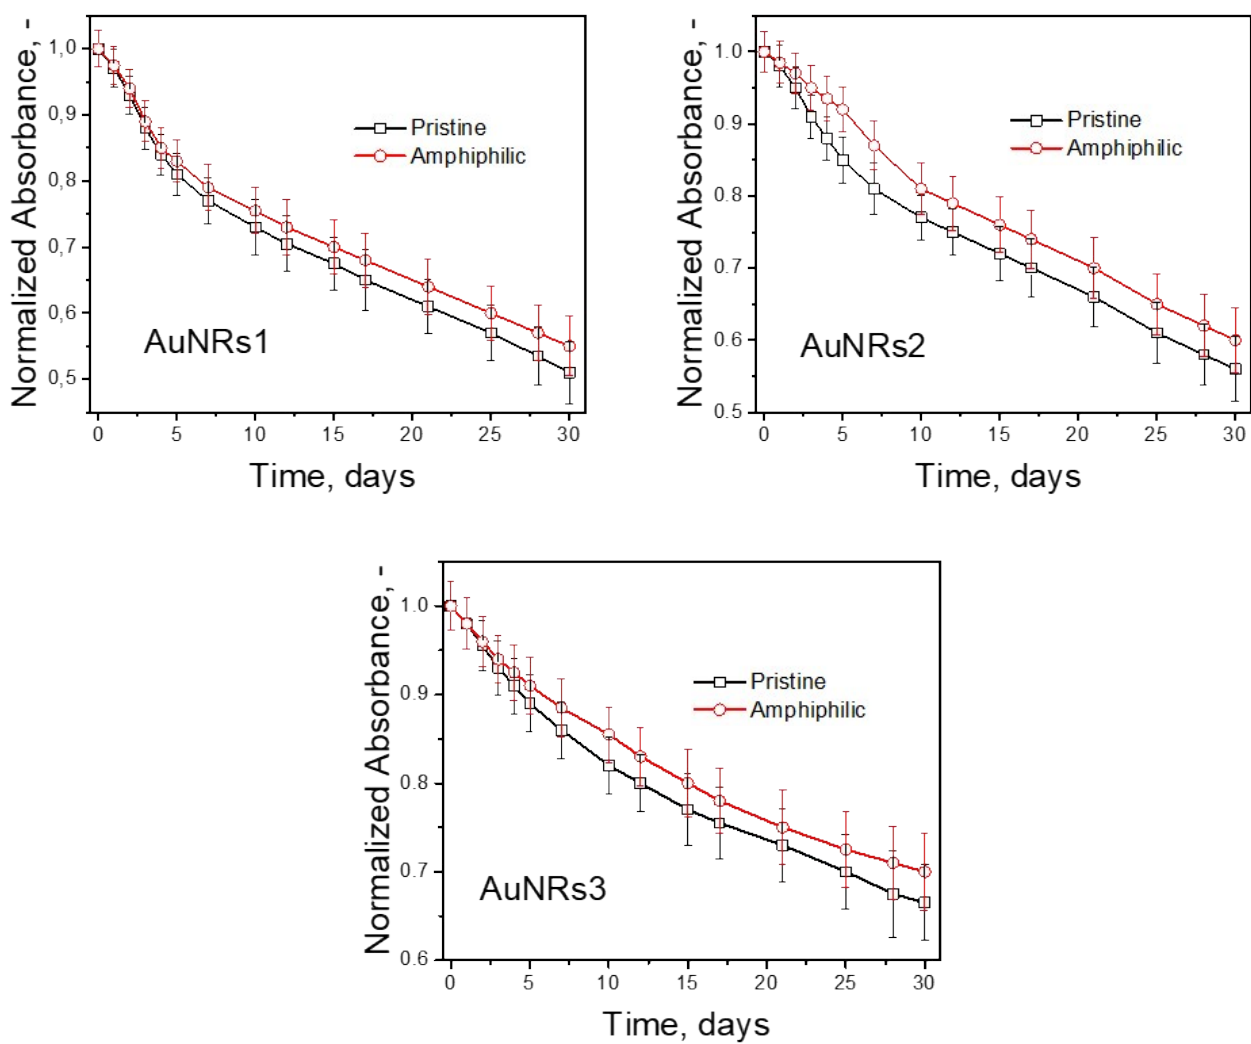 Normalized Absorbance, -
1,0
0,9
0,8
0,7
0,6
0,5
Pristine
Amphiphilic
AuNRs1
0 5 10 15 20 25 30
Time, days
Normalized Absorbance, -
1.0
0.9
0.8
0.7
0.6
0.5
Pristine
Amphiphilic
AuNRs2
0 5 10 15 20 25 30
Time, days
Normalized Absorbance, -
1.0
0.9
0.8
0.7
0.6
Pristine
Amphiphilic
AuNRs3
0 5 10 15 20 25 30
Time, days